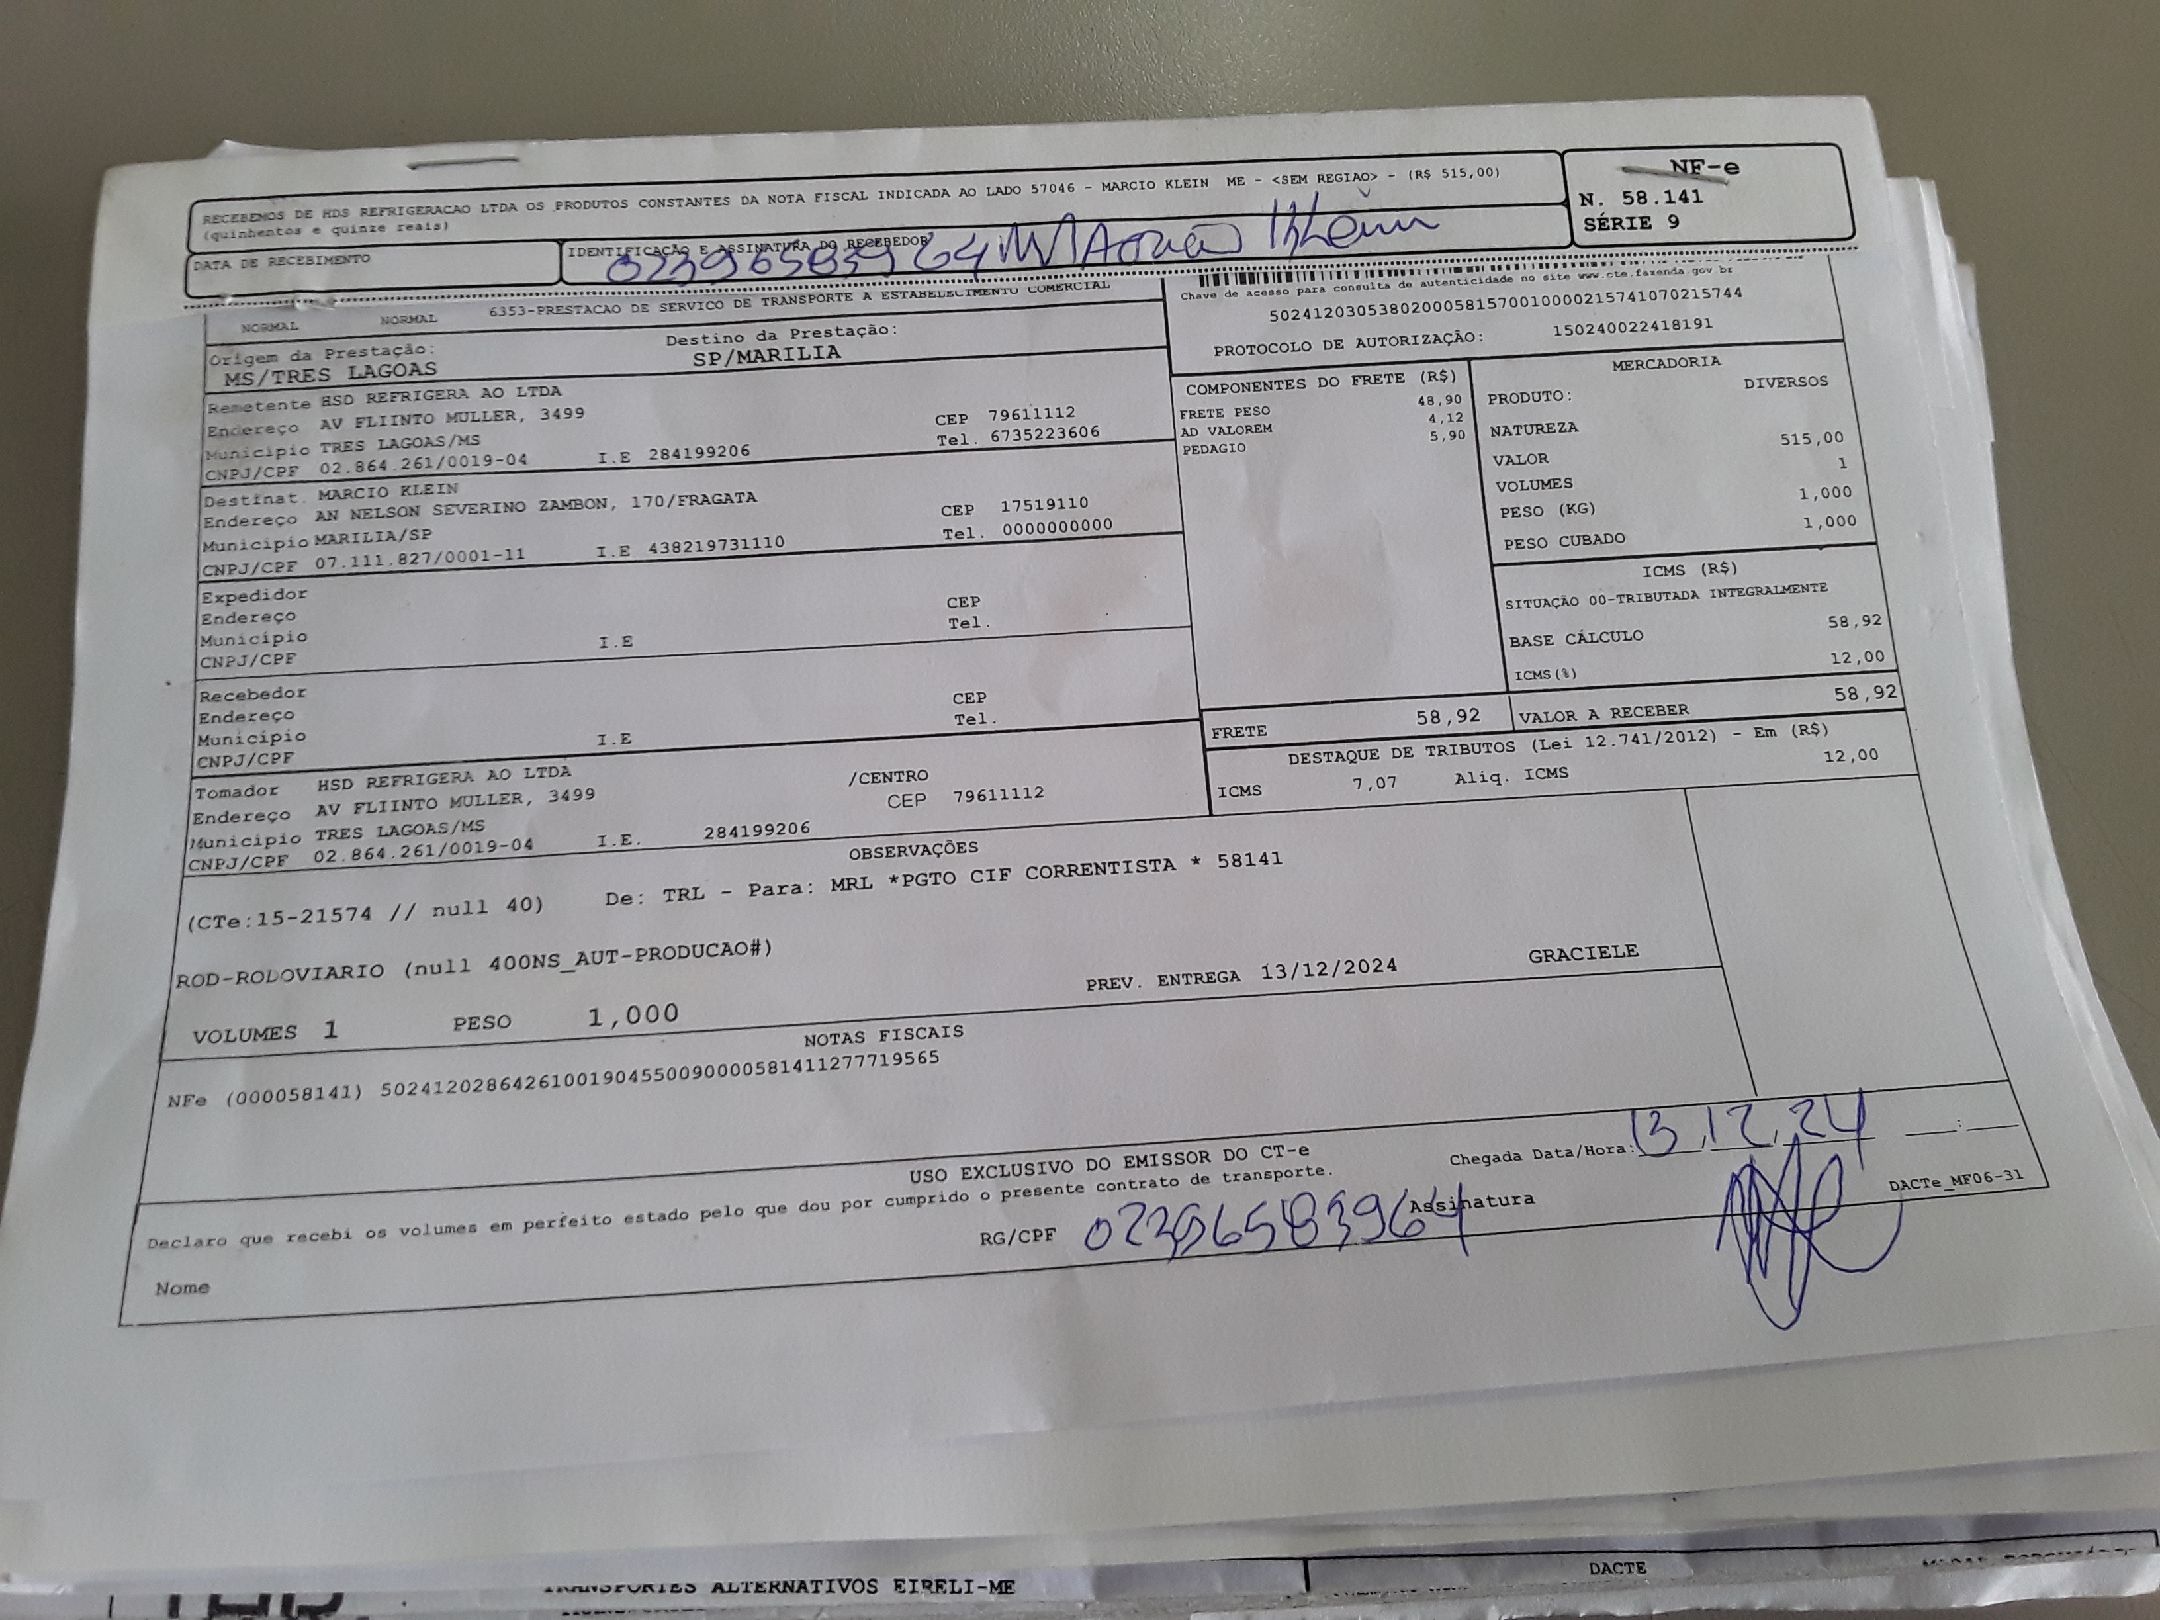 RECEBEMOS DE HDS REFRIGERACAO LTDA OS PRODUTOS CONSTANTES DA NOTA FISCAL INDICADA AO LADO 57046 - MARCIO KLEIN ME - <SEM REGIAO> - (R$ 515,00)
(quinhentos e quinze reais)
NF-e
N. 58.141
SÉRIE 9
DATA DE RECEBIMENTO
IDENTIFICAÇÃO E ASSINATURA DO RECEBEDOR
02396583964 Klein
NORMAL NORMAL 6353-PRESTACAO DE SERVICO DE TRANSPORTE A ESTABELECIMENTO COMERCIAL
Origem da Prestação: Destino da Prestação:
MS/TRES LAGOAS SP/MARILIA
Chave de acesso para consulta de autenticidade no site www.cte.fazenda.gov br
50241203053802000581570010000215741070215744
PROTOCOLO DE AUTORIZAÇÃO: 150240022418191
Remetente HSD REFRIGERA AO LTDA
Endereço AV FLIINTO MULLER, 3499 CEP 79611112
Município TRES LAGOAS/MS Tel. 6735223606
CNPJ/CPF 02.864.261/0019-04 I.E 284199206
Destinat. MARCIO KLEIN
Endereço AN NELSON SEVERINO ZAMBON, 170/FRAGATA CEP 17519110
Município MARILIA/SP Tel. 0000000000
CNPJ/CPF 07.111.827/0001-11 I.E 438219731110
Expedidor
Endereço CEP
Município Tel.
CNPJ/CPF I.E
Recebedor
Endereço CEP
Município Tel.
CNPJ/CPF I.E
Tomador HSD REFRIGERA AO LTDA /CENTRO
Endereço AV FLIINTO MULLER, 3499 CEP 79611112
Município TRES LAGOAS/MS
CNPJ/CPF 02.864.261/0019-04 I.E. 284199206
COMPONENTES DO FRETE (R$)
FRETE PESO 48,90
AD VALOREM 4,12
PEDAGIO 5,90
MERCADORIA
PRODUTO: DIVERSOS
NATUREZA
VALOR 515,00
VOLUMES 1
PESO (KG) 1,000
PESO CUBADO 1,000
ICMS (R$)
SITUAÇÃO 00-TRIBUTADA INTEGRALMENTE
BASE CÁLCULO 58,92
ICMS(%) 12,00
FRETE 58,92 VALOR A RECEBER 58,92
DESTAQUE DE TRIBUTOS (Lei 12.741/2012) - Em (R$)
ICMS 7,07 Aliq. ICMS 12,00
OBSERVAÇÕES
(CTe:15-21574 // null 40) De: TRL - Para: MRL *PGTO CIF CORRENTISTA * 58141
ROD-RODOVIARIO (null 400NS_AUT-PRODUCAO#)
PREV. ENTREGA 13/12/2024 GRACIELE
VOLUMES 1 PESO 1,000
NOTAS FISCAIS
NFe (000058141) 50241202864261001904550090000581411277719565
USO EXCLUSIVO DO EMISSOR DO CT-e
Chegada Data/Hora: 13/12/24 :
Declaro que recebi os volumes em perfeito estado pelo que dou por cumprido o presente contrato de transporte.
DACTe_MF06-31
Nome RG/CPF 02396583964 Assinatura
TRANSPORTES ALTERNATIVOS EIRELI-ME
DACTE